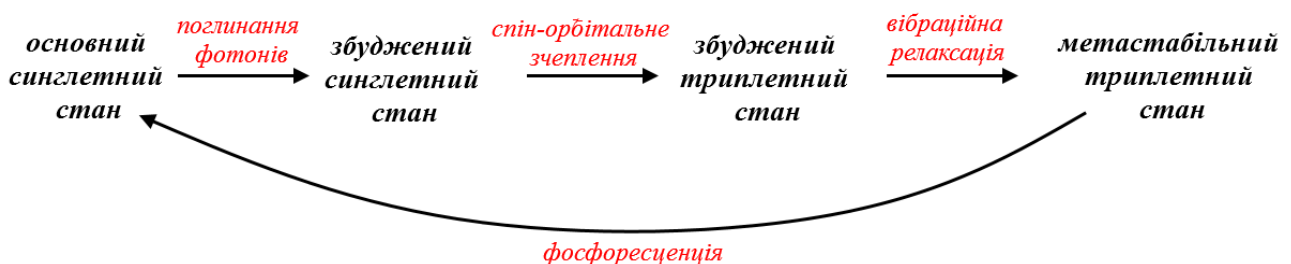 основний
синглетний
стан
поглинання
фотонів
збуджений
синглетний
стан
спін-орбітальне
зчеплення
збуджений
триплетний
стан
вібраційна
релаксація
метастабільний
триплетний
стан
фосфоресценція